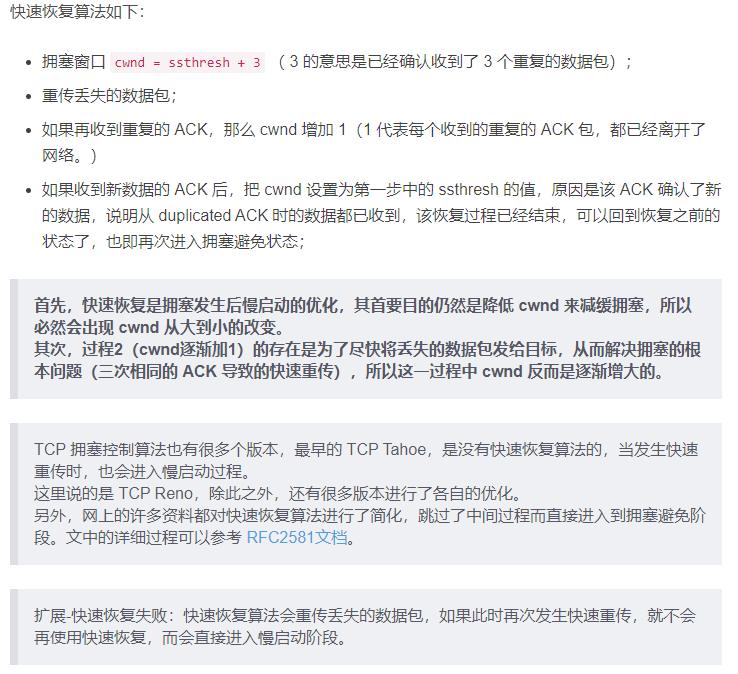 快速恢复算法如下：
• 拥塞窗口 cwnd = ssthresh + 3 （ 3 的意思是已经确认收到了 3 个重复的数据包）；
• 重传丢失的数据包；
• 如果再收到重复的 ACK，那么 cwnd 增加 1（1 代表每个收到的重复的 ACK 包，都已经离开了
网络。）
• 如果收到新数据的 ACK 后，把 cwnd 设置为第一步中的 ssthresh 的值，原因是该 ACK 确认了新
的数据，说明从 duplicated ACK 时的数据都已收到，该恢复过程已经结束，可以回到恢复之前的
状态了，也即再次进入拥塞避免状态；
首先，快速恢复是拥塞发生后慢启动的优化，其首要目的仍然是降低 cwnd 来减缓拥塞，所以
必然会出现 cwnd 从大到小的改变。
其次，过程2（cwnd逐渐加1）的存在是为了尽快将丢失的数据包发给目标，从而解决拥塞的根
本问题（三次相同的 ACK 导致的快速重传），所以这一过程中 cwnd 反而是逐渐增大的。
TCP 拥塞控制算法也有很多个版本，最早的 TCP Tahoe，是没有快速恢复算法的，当发生快速
重传时，也会进入慢启动过程。
这里说的是 TCP Reno，除此之外，还有很多版本进行了各自的优化。
另外，网上的许多资料都对快速恢复算法进行了简化，跳过了中间过程而直接进入到拥塞避免阶
段。文中的详细过程可以参考 RFC2581文档。
扩展-快速恢复失败：快速恢复算法会重传丢失的数据包，如果此时再次发生快速重传，就不会
再使用快速恢复，而会直接进入慢启动阶段。